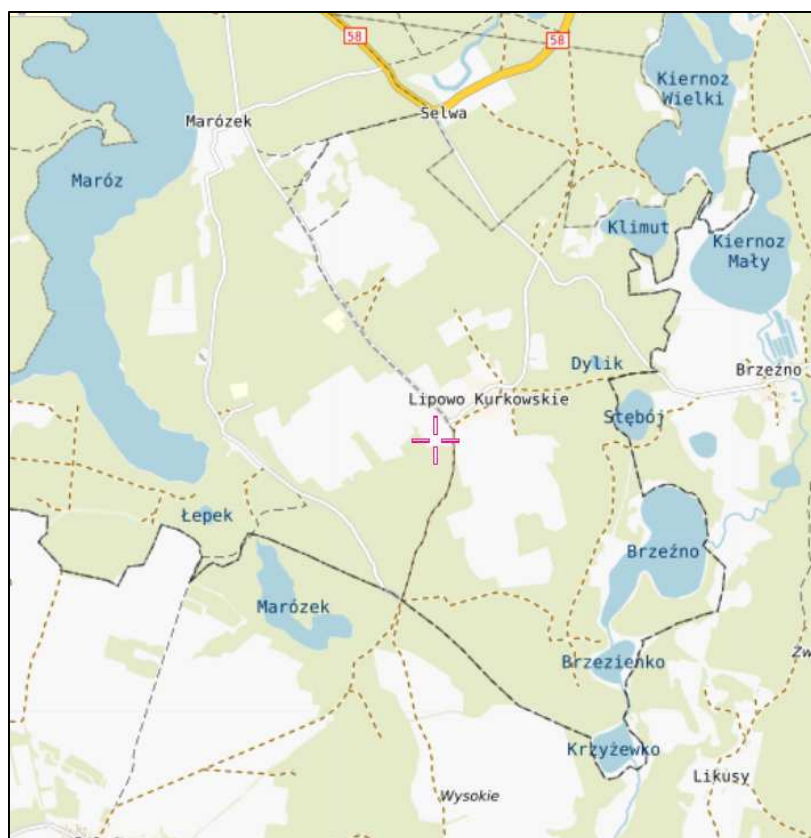 58
58
Kiernoz
Wielki
Selwa
Marózek
Maróz
Klimut
Kiernoz
Mały
Dylik
Brzeźno
Lipowo Kurkowskie
Stębój
Łepek
Brzeźno
Marózek
Brzezieńko
Krzyżewko
Likusy
Wysokie